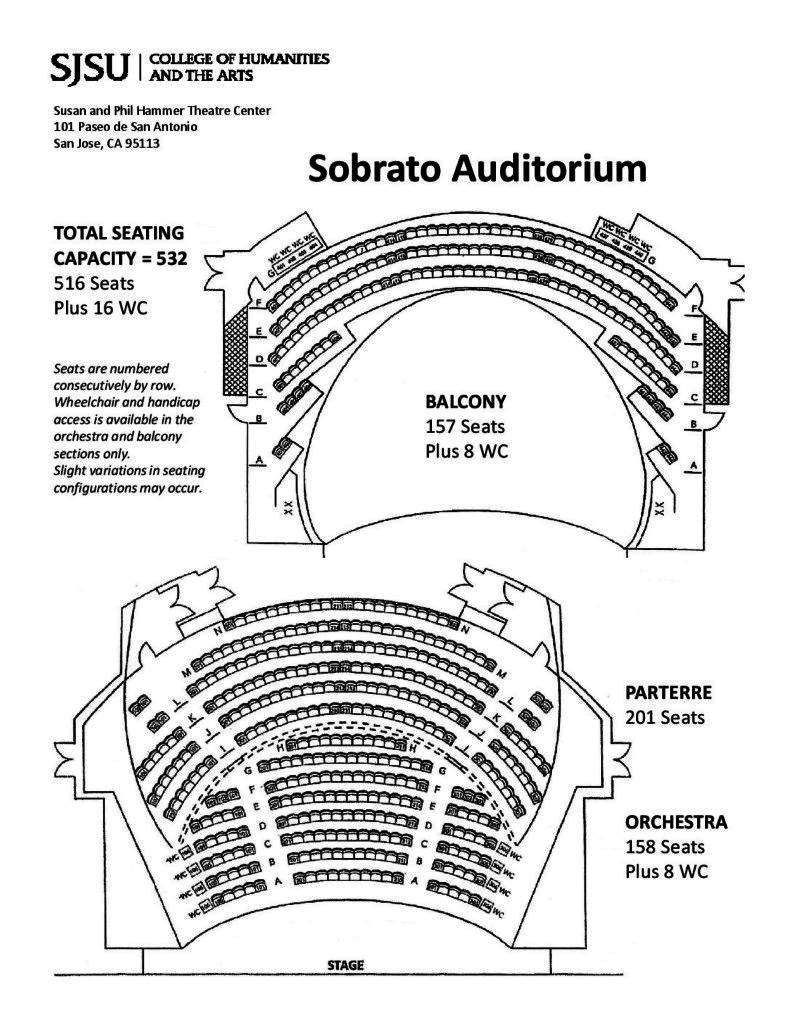 SJSU
COLLEGE OF HUMANITIES
AND THE ARTS
Susan and Phil Hammer Theatre Center
101 Paseo de San Antonio
San Jose, CA 95113
Sobrato Auditorium
TOTAL SEATING
CAPACITY = 532
516 Seats
Plus 16 WC
Seats are numbered
consecutively by row.
Wheelchair and handicap
access is available in the
orchestra and balcony
sections only.
Slight variations in seating
configurations may occur.
WC WC WC WC
WC WC WC WC
G
G
F
F
E
E
D
D
C
C
B
B
A
A
XX
XX
BALCONY
157 Seats
Plus 8 WC
N
N
M
M
L
L
K
K
J
J
I
I
H
H
G
G
F
F
E
E
D
D
C
C
B
B
A
A
WC
WC
WC
WC
WC
WC
WC
WC
PARTERRE
201 Seats
ORCHESTRA
158 Seats
Plus 8 WC
STAGE